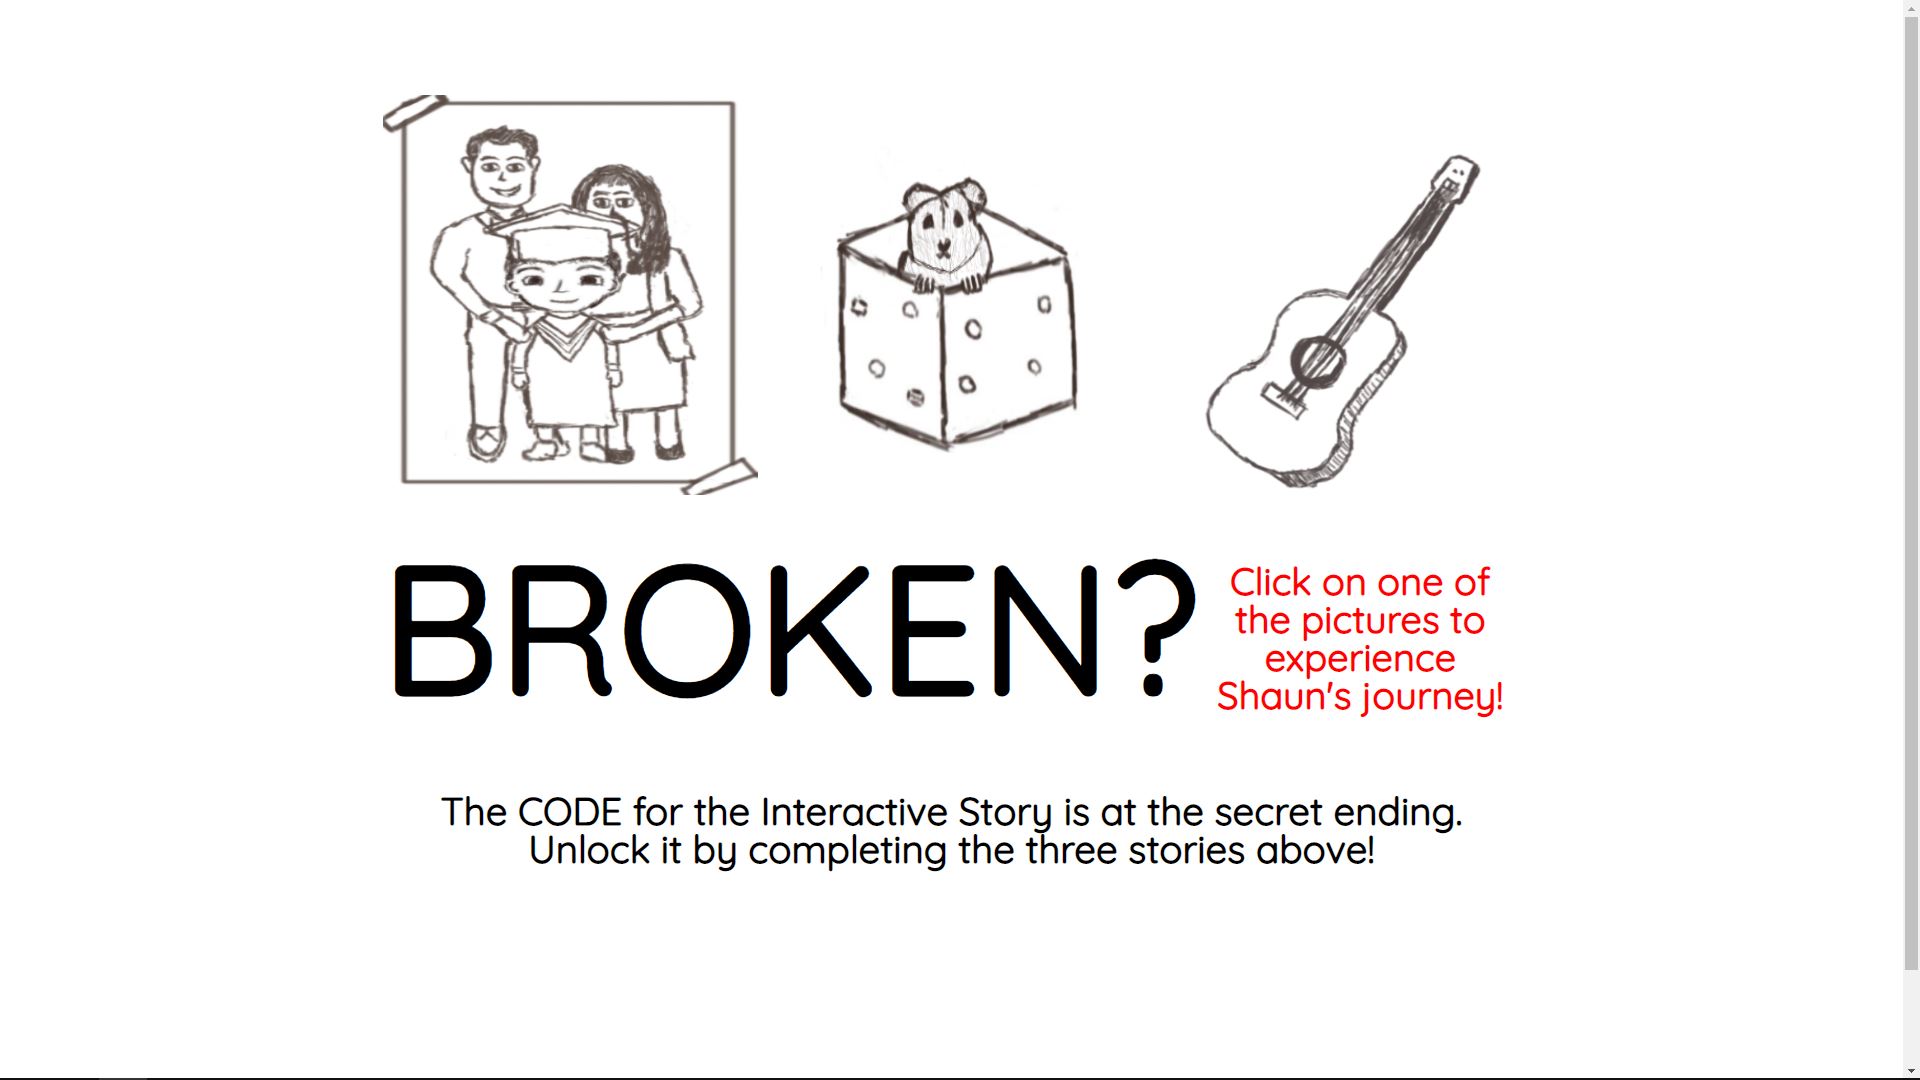 BROKEN?
Click on one of
the pictures to
experience
Shaun's journey!
The CODE for the Interactive Story is at the secret ending.
Unlock it by completing the three stories above!